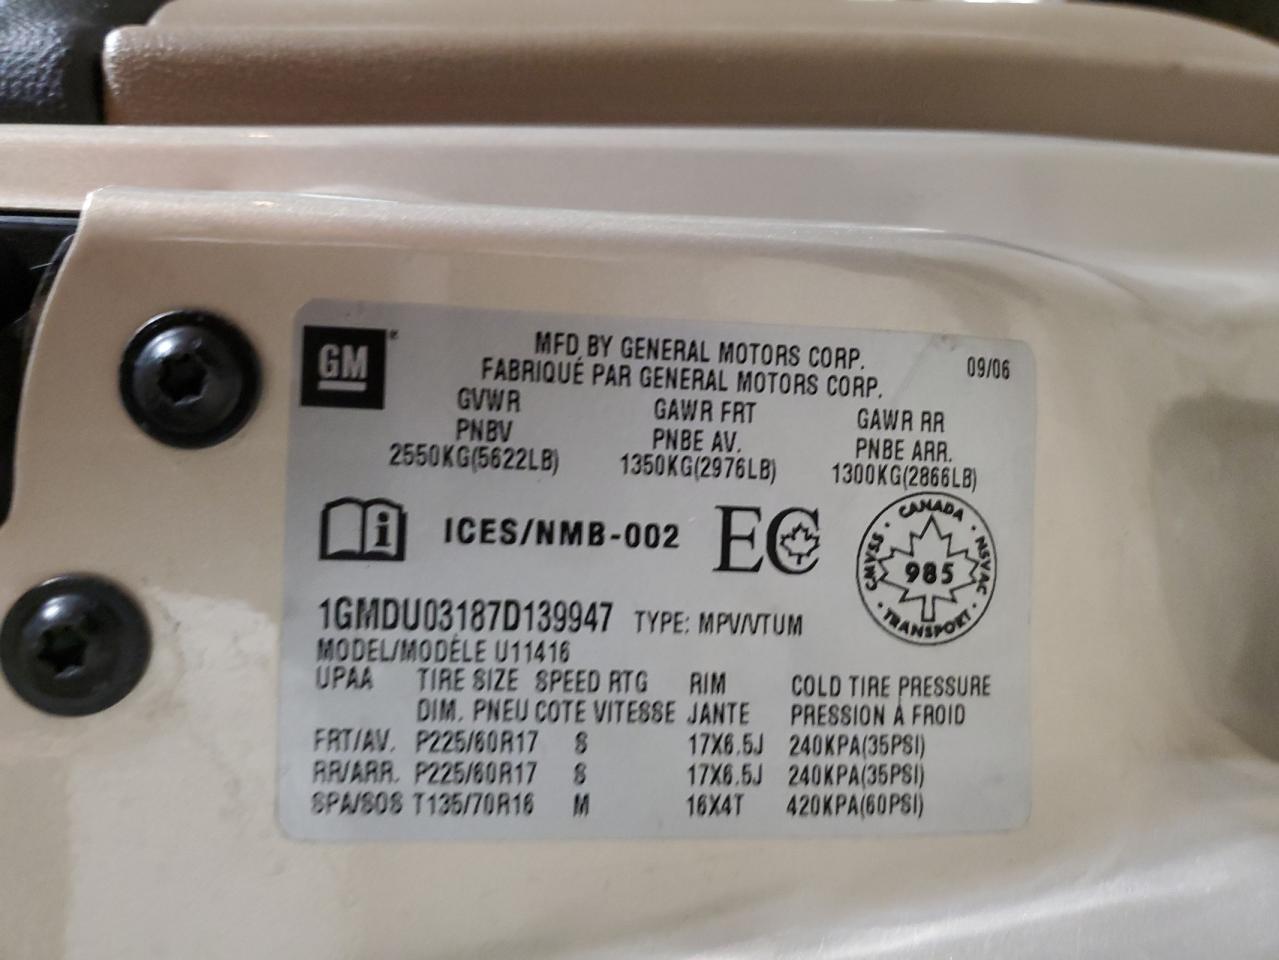 GM
MFD BY GENERAL MOTORS CORP. 09/06
FABRIQUÉ PAR GENERAL MOTORS CORP.
GVWR GAWR FRT GAWR RR
PNBV PNBE AV. PNBE ARR.
2550KG(5622LB) 1350KG(2976LB) 1300KG(2866LB)
ICES/NMB-002 EC
CANADA
CMVSS 985 NSVAC
TRANSPORT
1GMDU03187D139947 TYPE: MPV/VTUM
MODEL/MODÈLE U11416
UPAA TIRE SIZE SPEED RTG RIM COLD TIRE PRESSURE
DIM. PNEU COTE VITESSE JANTE PRESSION À FROID
FRT/AV. P225/60R17 S 17X6.5J 240KPA(35PSI)
RR/ARR. P225/60R17 S 17X6.5J 240KPA(35PSI)
SPA/SOS T135/70R16 M 16X4T 420KPA(60PSI)